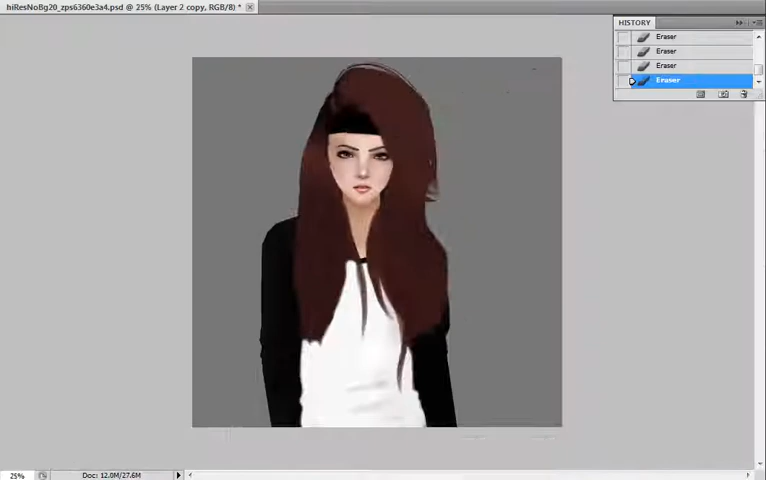 hiResNoBg20_zps6360e3a4.psd @ 25% (Layer 2 copy, RGB/8) *
HISTORY
Eraser
Eraser
Eraser
Eraser
25%
Doc: 12.0M/27.6M